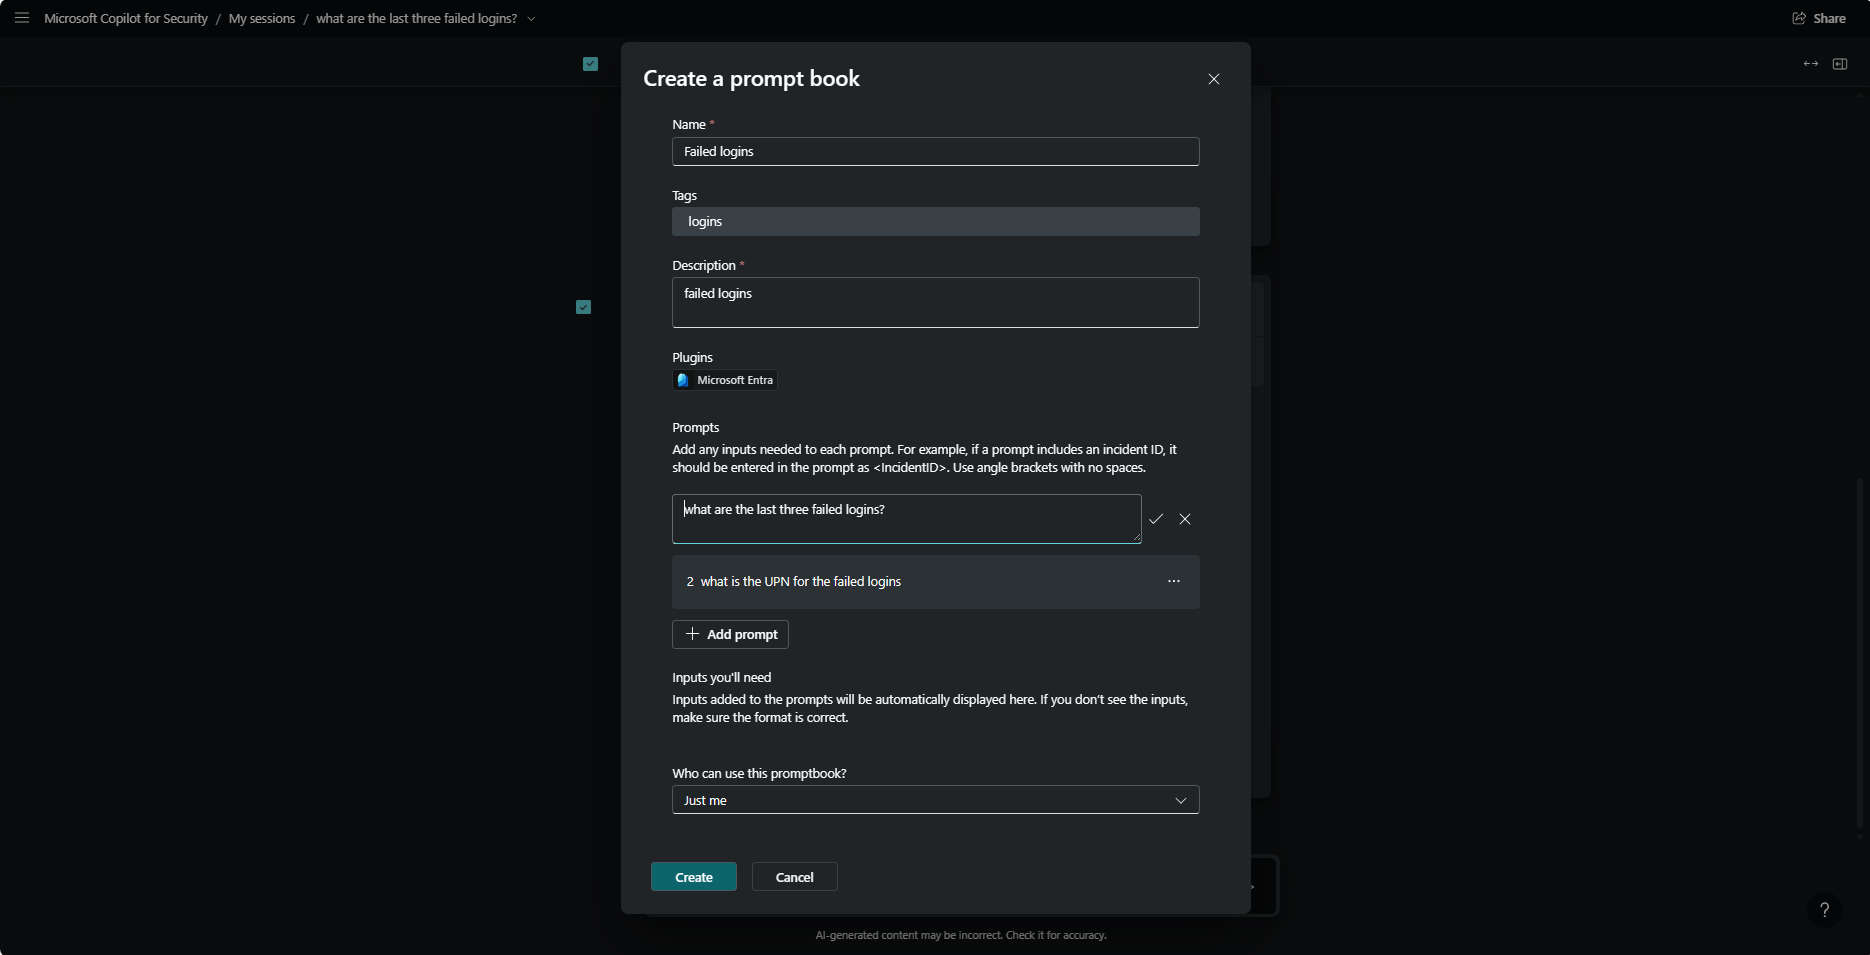 Microsoft Copilot for Security / My sessions / what are the last three failed logins?
Share
Create a prompt book
Name *
Failed logins
Tags
logins
Description *
failed logins
Plugins
Microsoft Entra
Prompts
Add any inputs needed to each prompt. For example, if a prompt includes an incident ID, it
should be entered in the prompt as <IncidentID>. Use angle brackets with no spaces.
what are the last three failed logins?
2 what is the UPN for the failed logins
...
+ Add prompt
Inputs you'll need
Inputs added to the prompts will be automatically displayed here. If you don’t see the inputs,
make sure the format is correct.
Who can use this promptbook?
Just me
Create
Cancel
?
AI-generated content may be incorrect. Check it for accuracy.